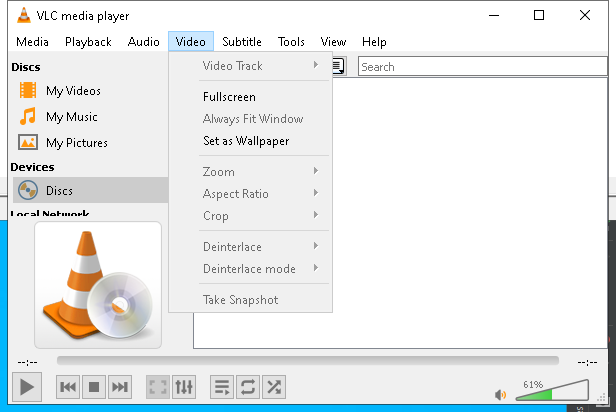 VLC media player
Media Playback Audio Video Subtitle Tools View Help
Discs
My Videos
My Music
My Pictures
Devices
Discs
Local Network
Video Track
Fullscreen
Always Fit Window
Set as Wallpaper
Zoom
Aspect Ratio
Crop
Deinterlace
Deinterlace mode
Take Snapshot
Search
--:-- --:--
61%